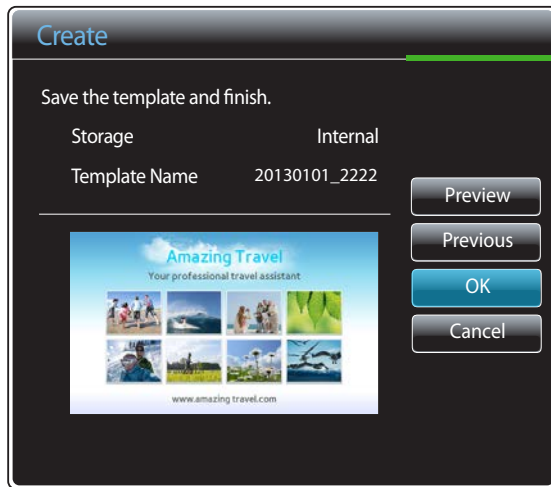 Create
Save the template and finish.
Storage Internal
Template Name 20130101_2222
Preview
Previous
OK
Cancel
Amazing Travel
Your professional travel assistant
www.amazing travel.com